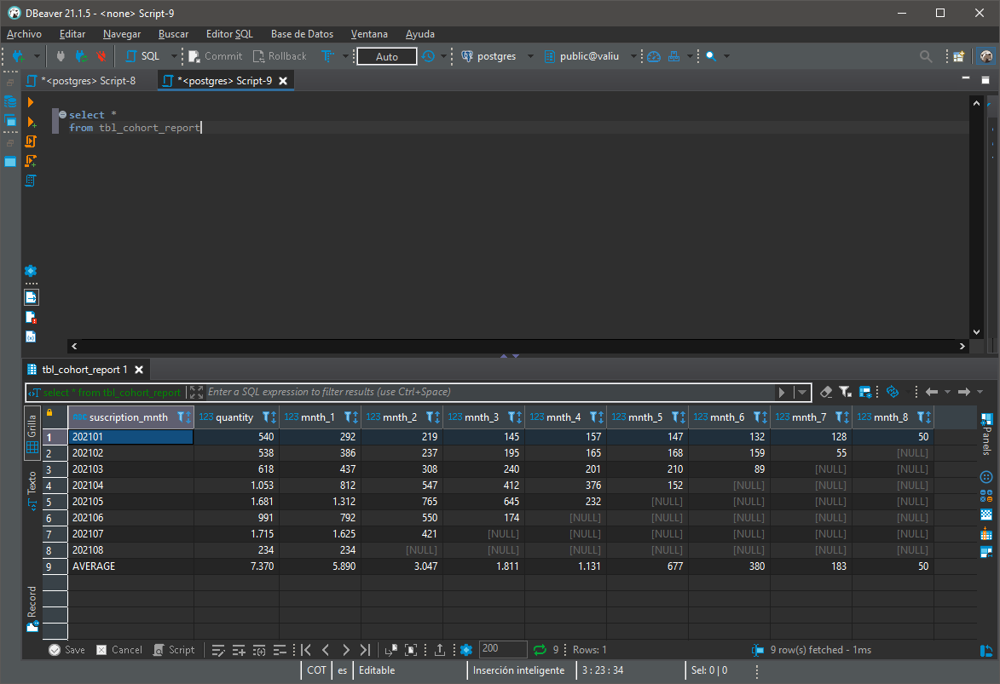 DBeaver 21.1.5 - <none> Script-9
Archivo Editar Navegar Buscar Editor SQL Base de Datos Ventana Ayuda
SQL Commit Rollback Auto postgres public@valiu
*<postgres> Script-8 *<postgres> Script-9
select *
from tbl_cohort_report
tbl_cohort_report 1
select * from tbl_cohort_report Enter a SQL expression to filter results (use Ctrl+Space)
Grilla
Texto
Record
Panels
suscription_mnth 123 quantity 123 mnth_1 123 mnth_2 123 mnth_3 123 mnth_4 123 mnth_5 123 mnth_6 123 mnth_7 123 mnth_8
1 202101 540 292 219 145 157 147 132 128 50
2 202102 538 386 237 195 165 168 159 55 [NULL]
3 202103 618 437 308 240 201 210 89 [NULL] [NULL]
4 202104 1.053 812 547 412 376 152 [NULL] [NULL] [NULL]
5 202105 1.681 1.312 765 645 232 [NULL] [NULL] [NULL] [NULL]
6 202106 991 792 550 174 [NULL] [NULL] [NULL] [NULL] [NULL]
7 202107 1.715 1.625 421 [NULL] [NULL] [NULL] [NULL] [NULL] [NULL]
8 202108 234 234 [NULL] [NULL] [NULL] [NULL] [NULL] [NULL] [NULL]
9 AVERAGE 7.370 5.890 3.047 1.811 1.131 677 380 183 50
Save Cancel Script 200 9 Rows: 1 9 row(s) fetched - 1ms
COT es Editable Inserción inteligente 3 : 23 : 34 Sel: 0 | 0